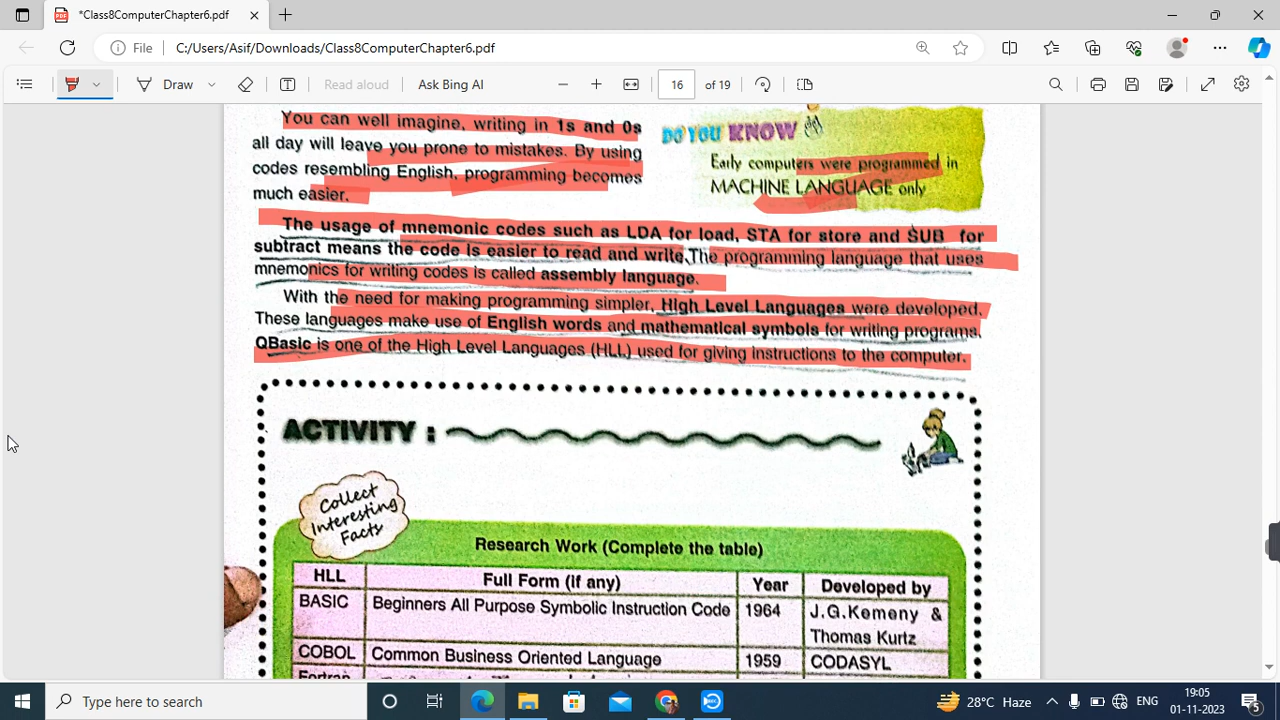 *Class8ComputerChapter6.pdf
File
C:/Users/Asif/Downloads/Class8ComputerChapter6.pdf
Draw
Read aloud
Ask Bing AI
16 of 19
You can well imagine, writing in 1s and 0s
all day will leave you prone to mistakes. By using
codes resembling English, programming becomes
much easier.
DO YOU KNOW
Early computers were programmed in
MACHINE LANGUAGE only
The usage of mnemonic codes such as LDA for load, STA for store and SUB for
subtract means the code is easier to read and write. The programming language that uses
mnemonics for writing codes is called assembly language.
With the need for making programming simpler, High Level Languages were developed.
These languages make use of English words and mathematical symbols for writing programs.
QBasic is one of the High Level Languages (HLL) used for giving instructions to the computer.
ACTIVITY :
Collect
Interesting
Facts
Research Work (Complete the table)
HLL Full Form (if any) Year Developed by
BASIC Beginners All Purpose Symbolic Instruction Code 1964 J.G.Kemeny &
Thomas Kurtz
COBOL Common Business Oriented Language 1959 CODASYL
Fortran
Type here to search
28°C Haze
ENG
19:05
01-11-2023
5